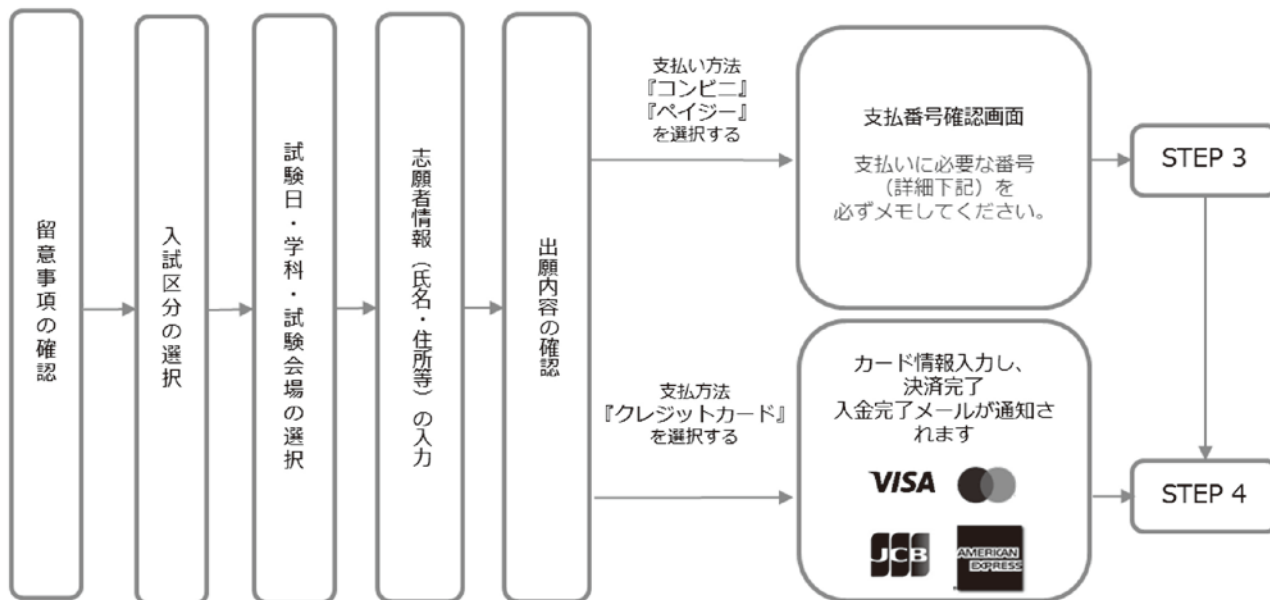 留意事項の確認
入試区分の選択
試験日・学科・試験会場の選択
志願者情報（氏名・住所等）の入力
出願内容の確認
支払い方法
『コンビニ』
『ペイジー』
を選択する
支払番号確認画面
支払いに必要な番号
（詳細下記）を
必ずメモしてください。
STEP 3
支払方法
『クレジットカード』
を選択する
カード情報入力し、
決済完了
入金完了メールが通知さ
れます
VISA
JCB
AMERICAN
EXPRESS
STEP 4